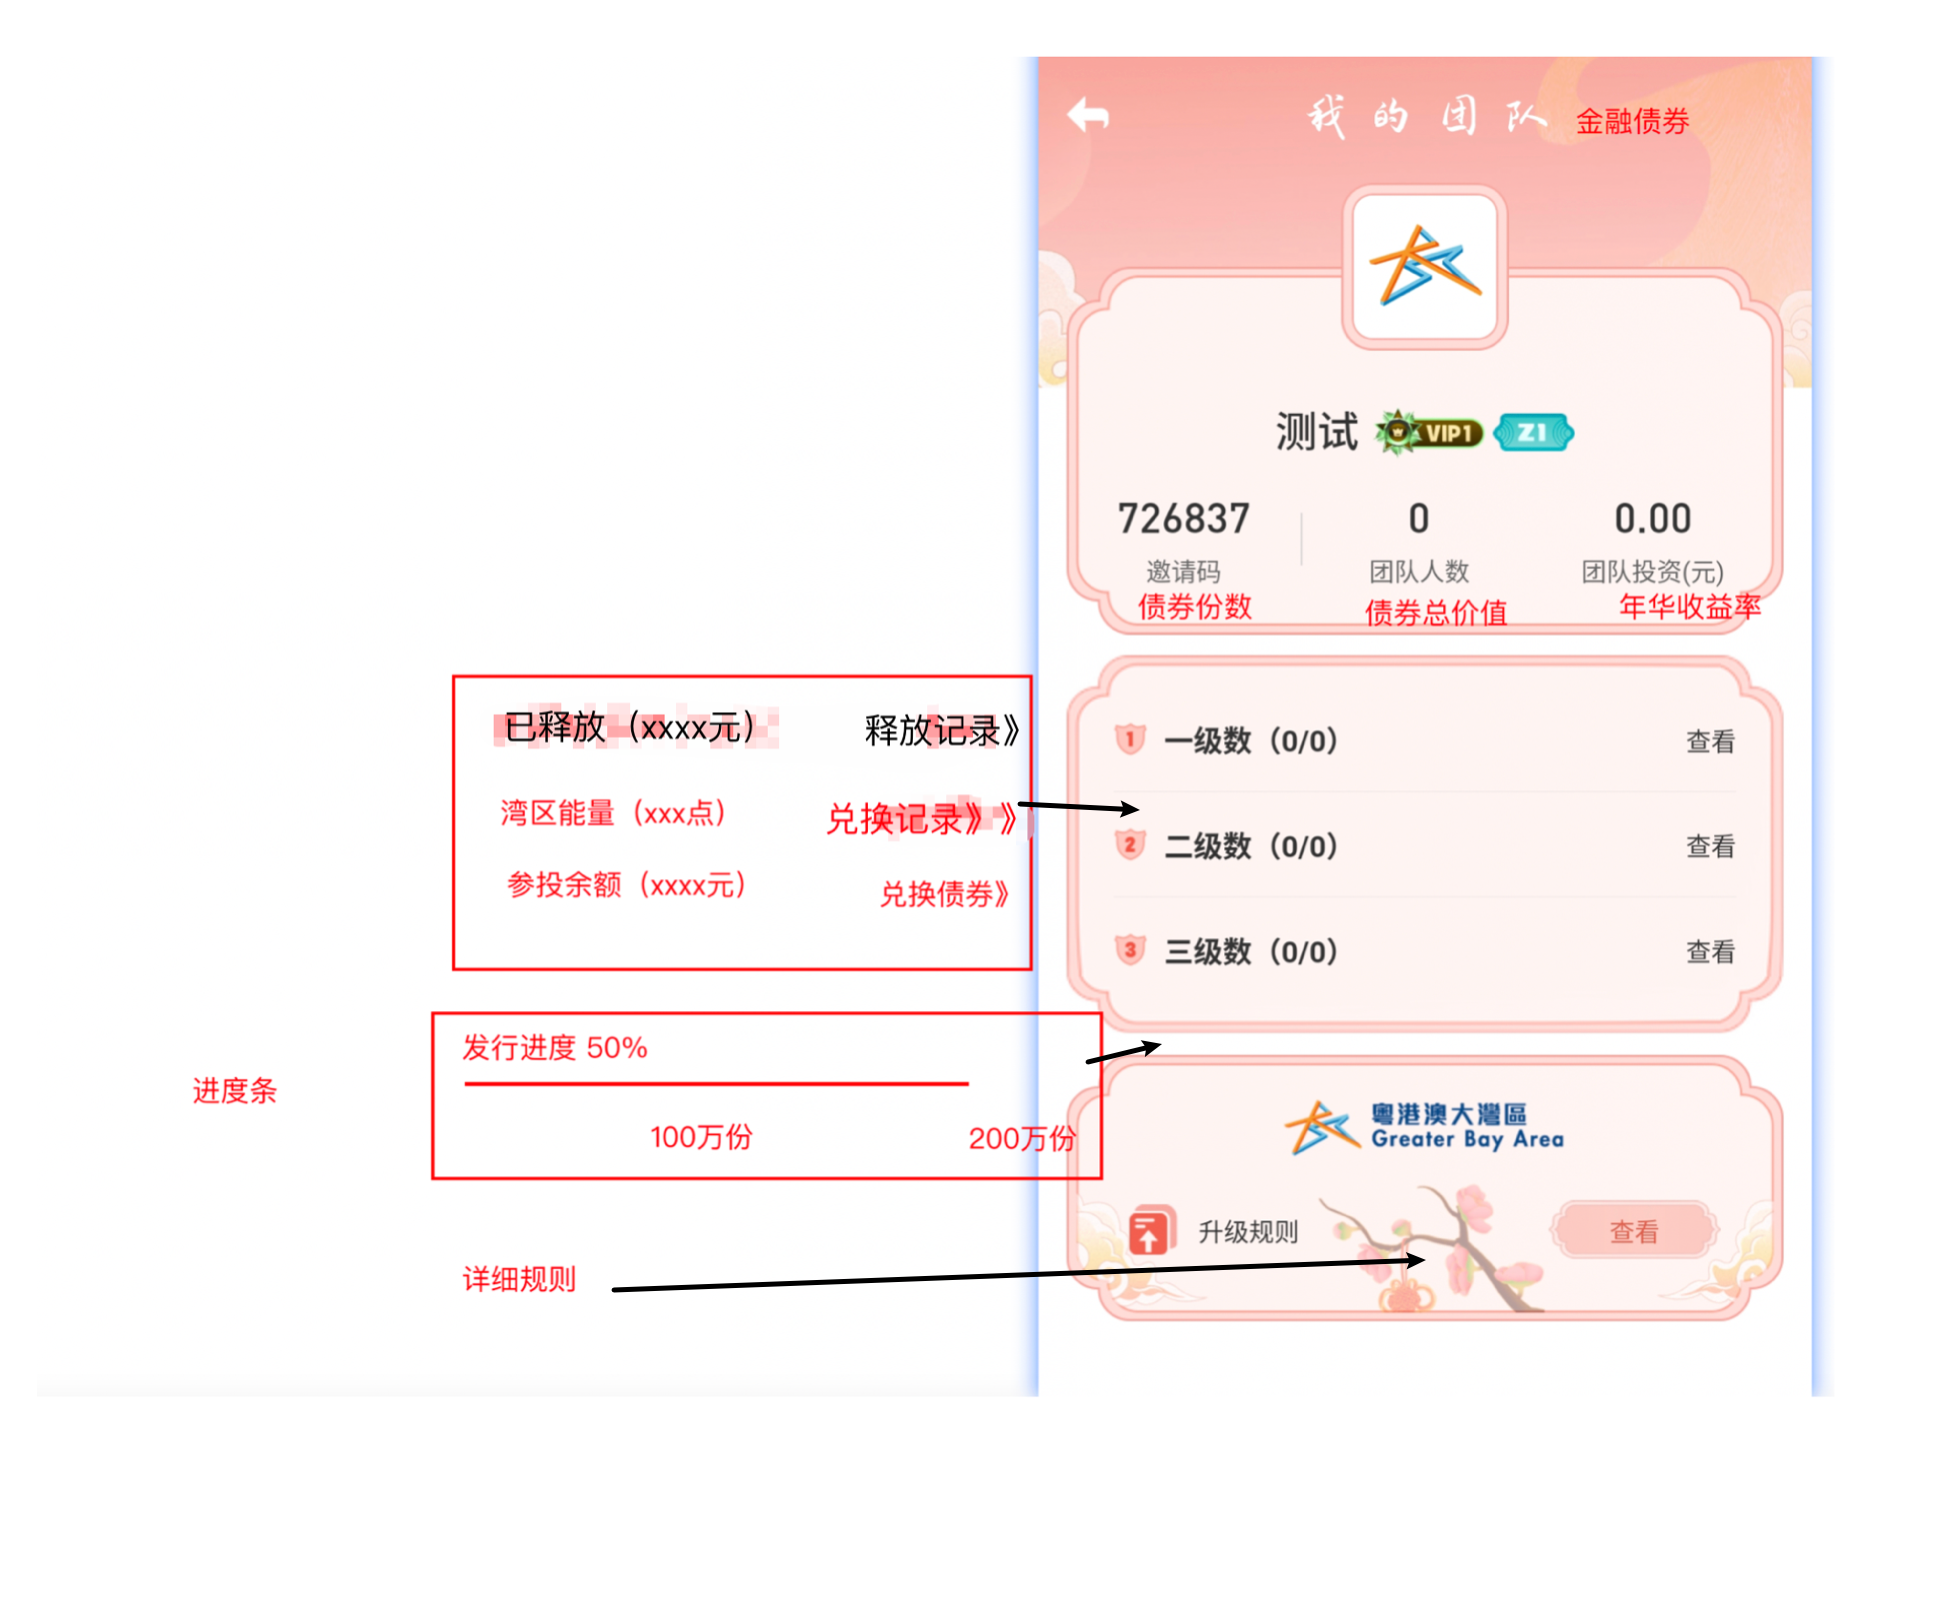 我的团队 金融债券
测试 VIP1 Z1
726837 0 0.00
邀请码 团队人数 团队投资(元)
债券份数 债券总价值 年华收益率
已释放（xxxx元） 释放记录》
湾区能量（xxx点） 兑换记录》》
参投余额（xxxx元） 兑换债券》
1 一级数（0/0） 查看
2 二级数（0/0） 查看
3 三级数（0/0） 查看
进度条
发行进度 50%
100万份 200万份
粵港澳大灣區
Greater Bay Area
详细规则
升级规则 查看